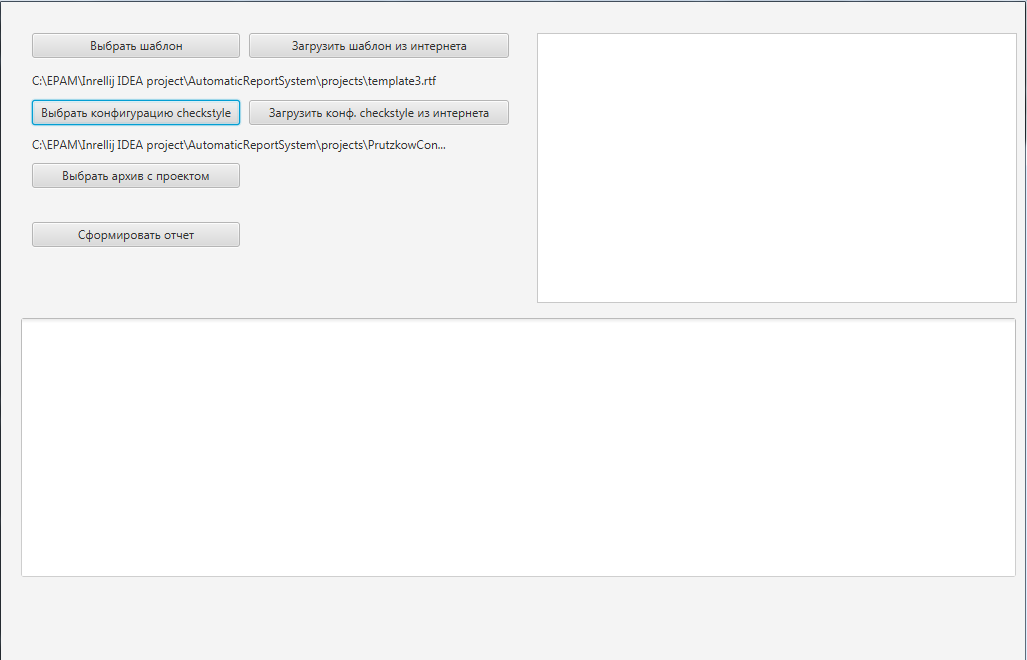 Выбрать шаблон Загрузить шаблон из интернета
C:\EPAM\Inrellij IDEA project\AutomaticReportSystem\projects\template3.rtf
Выбрать конфигурацию checkstyle Загрузить конф. checkstyle из интернета
C:\EPAM\Inrellij IDEA project\AutomaticReportSystem\projects\PrutzkowCon...
Выбрать архив с проектом
Сформировать отчет